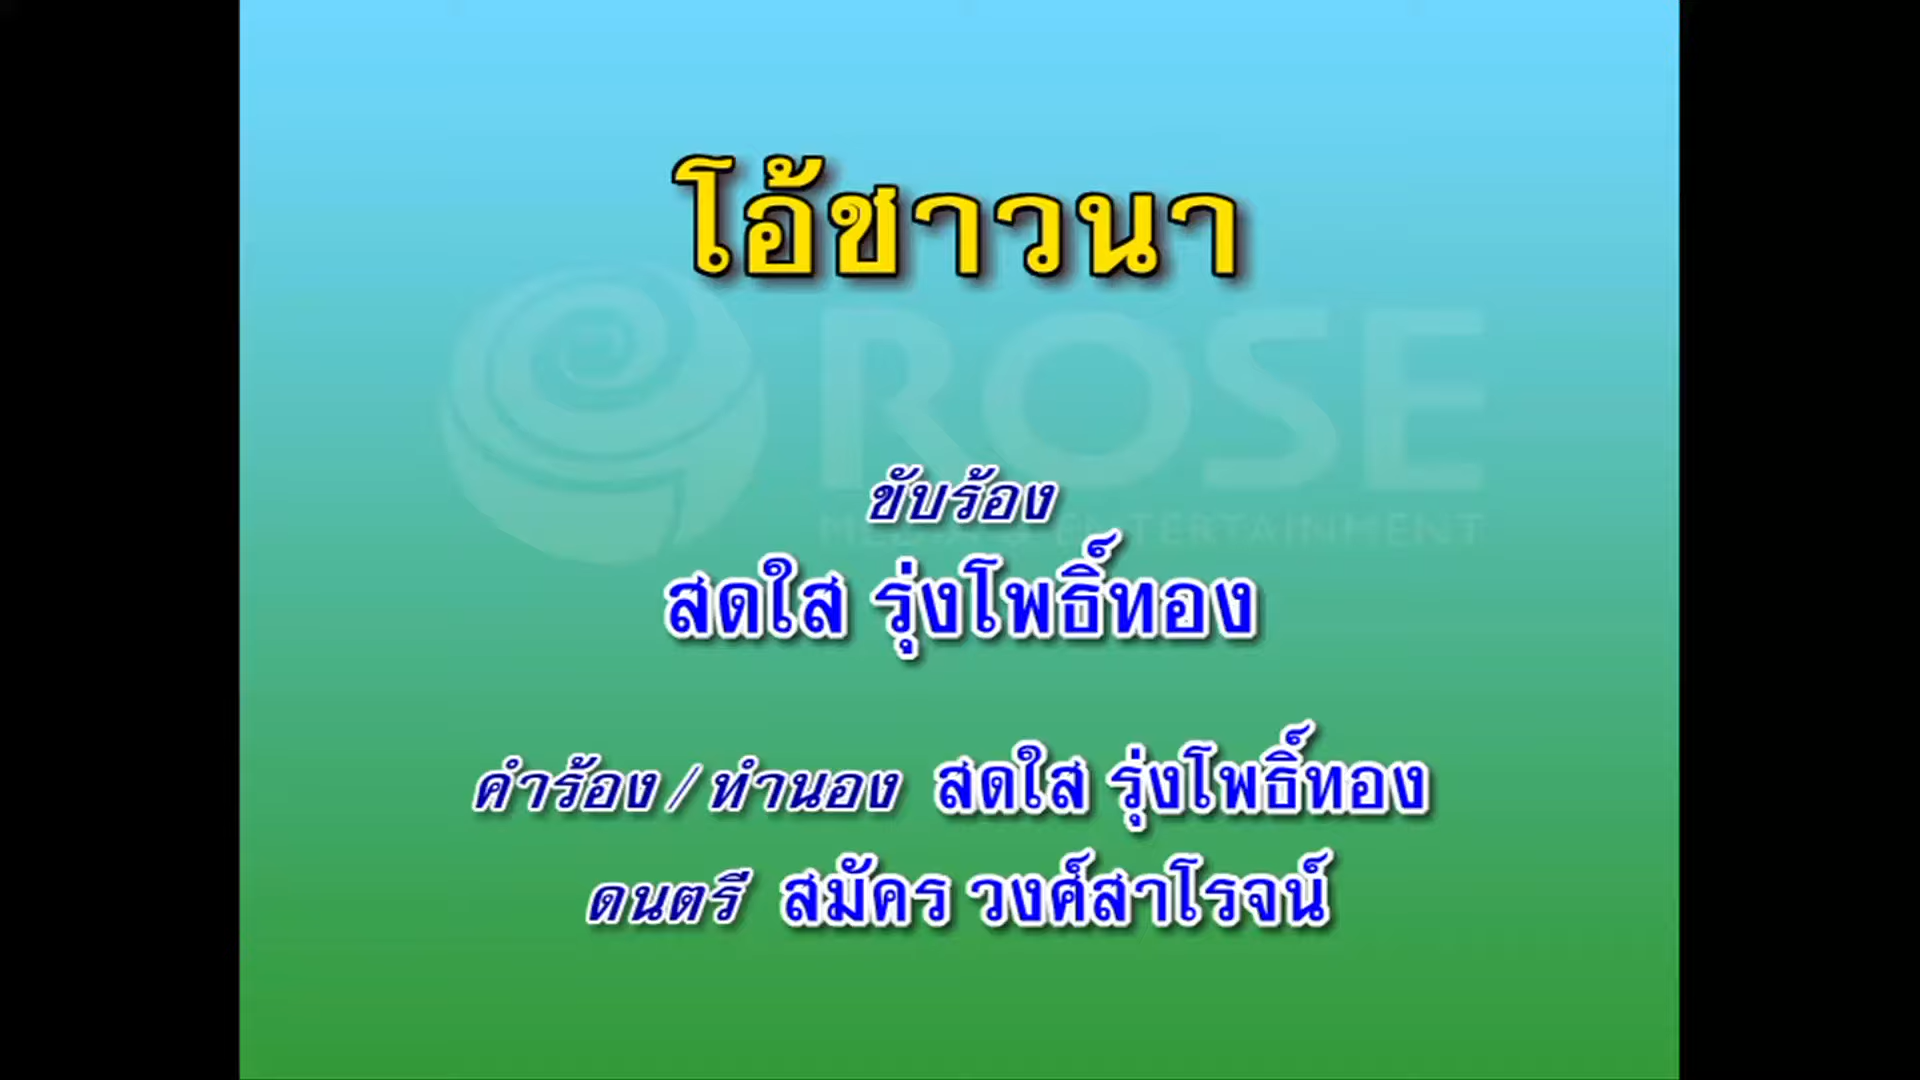 โอ้ชาวนา
ROSE
MEDIA & ENTERTAINMENT
ขับร้อง
สดใส รุ่งโพธิ์ทอง
คำร้อง / ทำนอง สดใส รุ่งโพธิ์ทอง
ดนตรี สมัคร วงศ์สาโรจน์